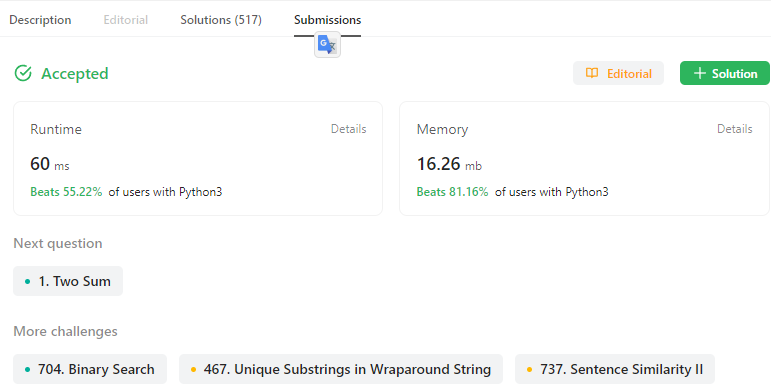 Description Editorial Solutions (517) Submissions
G
Accepted Editorial Solution
Runtime Details
60 ms
Beats 55.22% of users with Python3
Memory Details
16.26 mb
Beats 81.16% of users with Python3
Next question
1. Two Sum
More challenges
704. Binary Search 467. Unique Substrings in Wraparound String 737. Sentence Similarity II